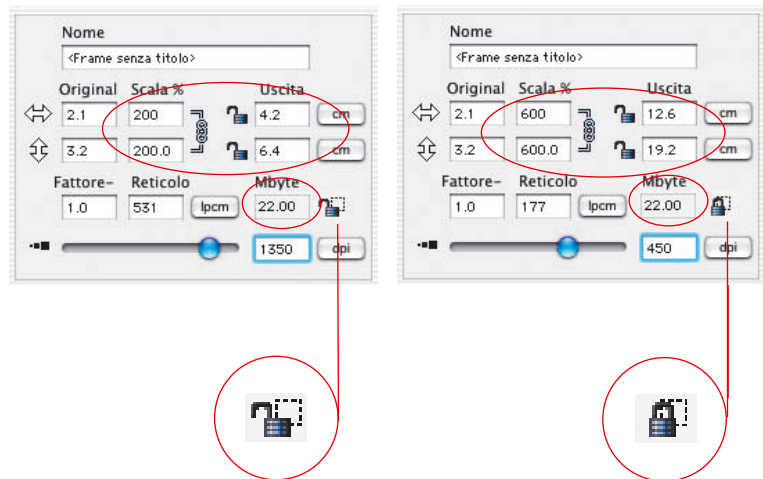 Nome
<Frame senza titolo>
Original Scala % Uscita
2.1 200 4.2 cm
3.2 200.0 6.4 cm
Fattore- Reticolo Mbyte
1.0 531 lpcm 22.00
1350 dpi
Nome
<Frame senza titolo>
Original Scala % Uscita
2.1 600 12.6 cm
3.2 600.0 19.2 cm
Fattore- Reticolo Mbyte
1.0 177 lpcm 22.00
450 dpi